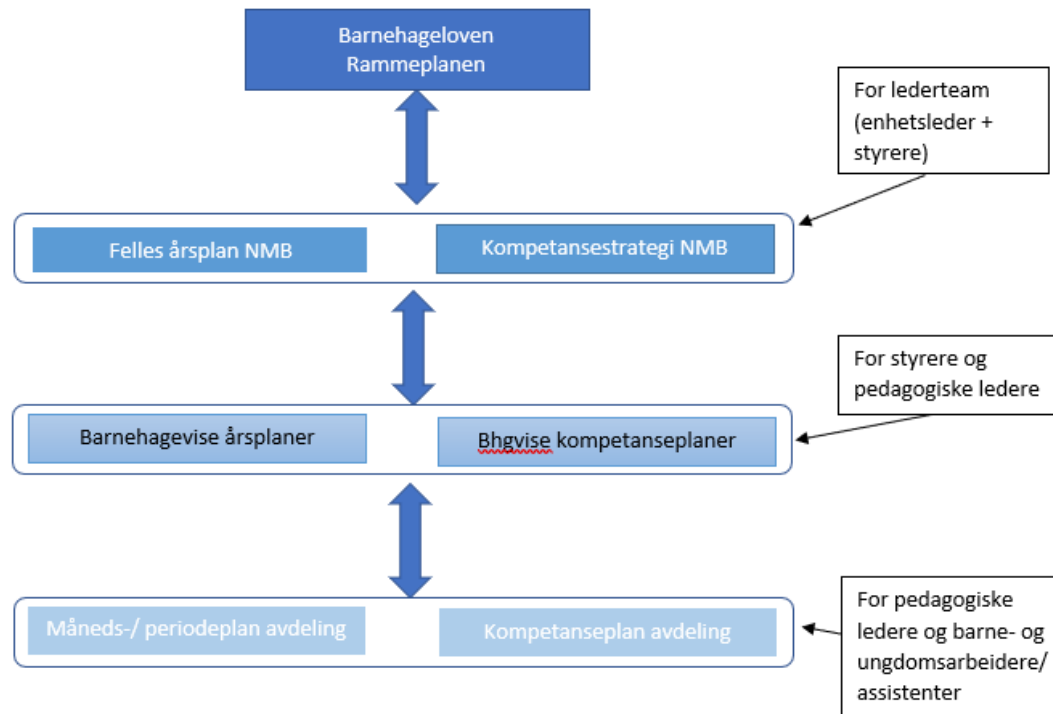 Barnehageloven
Rammeplanen
For lederteam
(enhetsleder +
styrere)
Felles årsplan NMB
Kompetansestrategi NMB
For styrere og
pedagogiske ledere
Barnehagevise årsplaner
Bhgvise kompetanseplaner
For pedagogiske
ledere og barne- og
ungdomsarbeidere/
assistenter
Måneds-/ periodeplan avdeling
Kompetanseplan avdeling